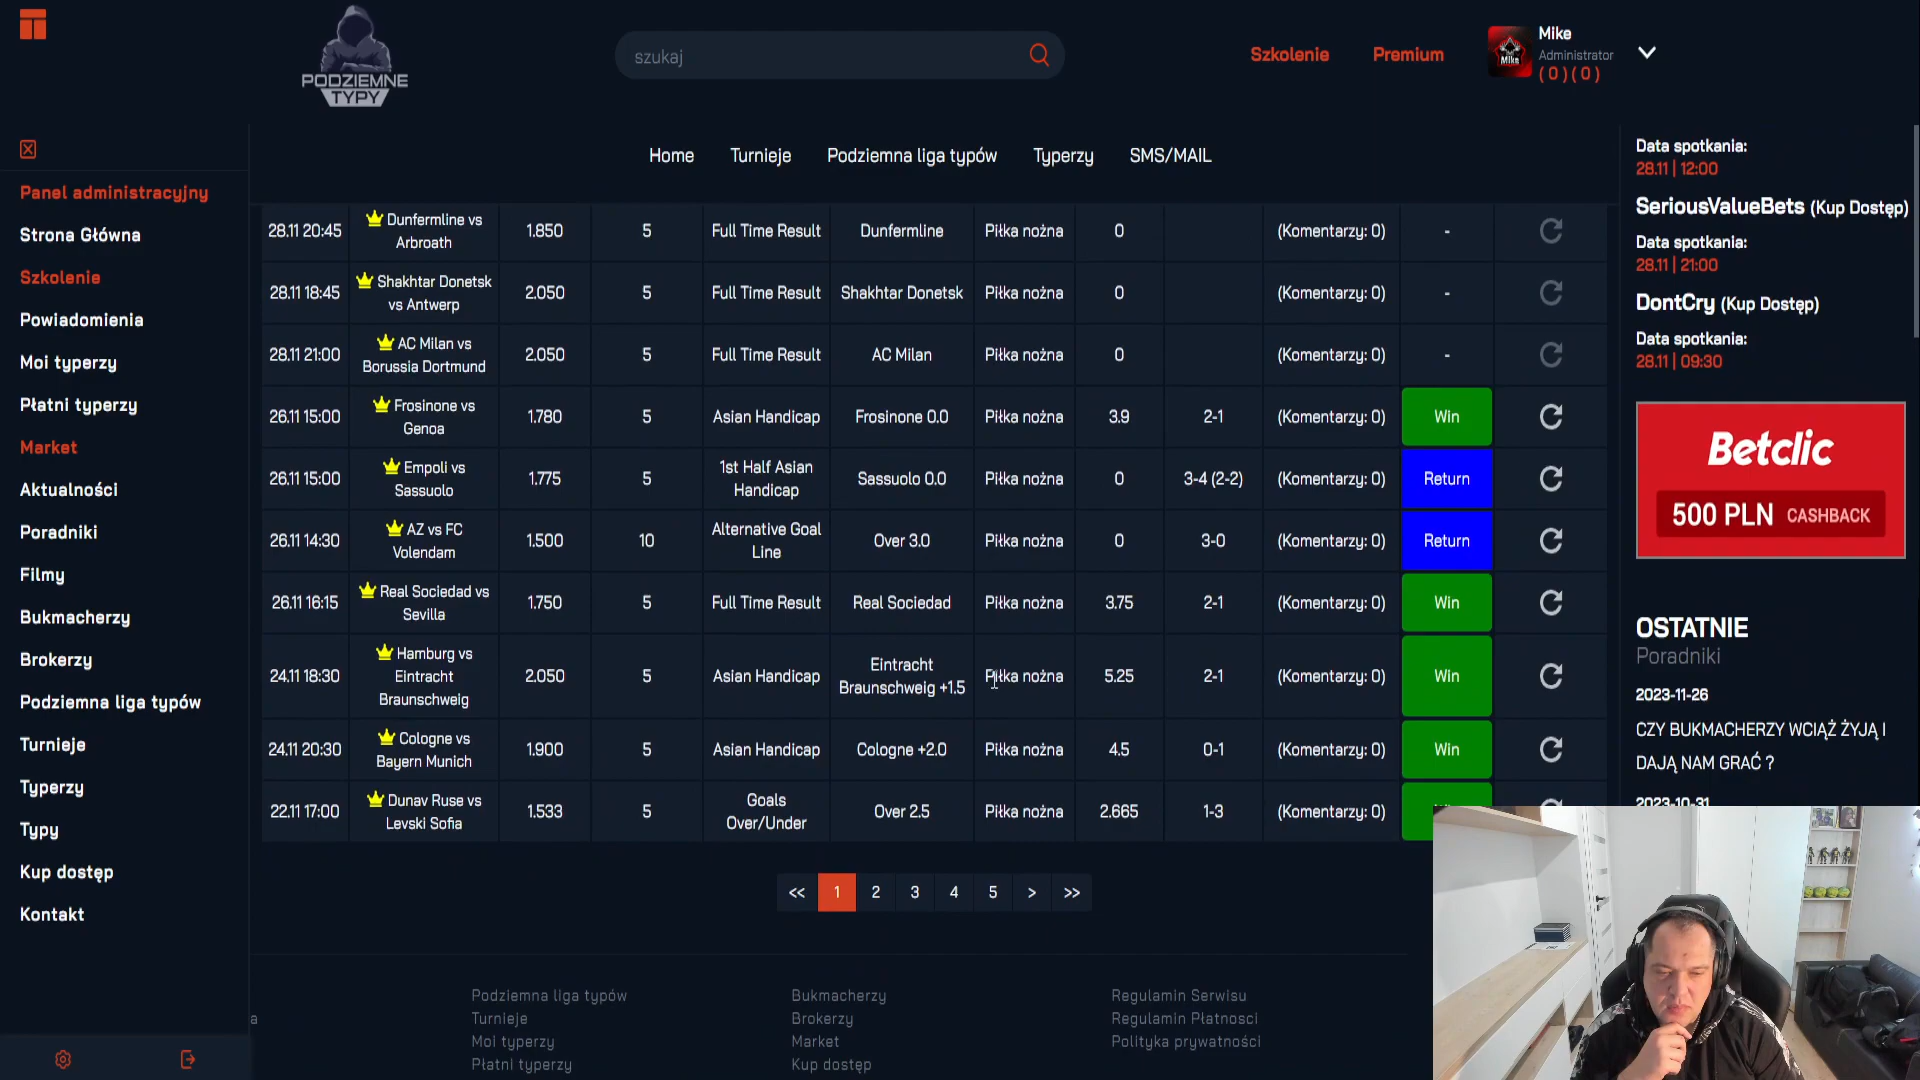 PODZIEMNE
TYPY
szukaj
Szkolenie
Premium
Mike
Administrator
( 0 ) ( 0 )
Home
Turnieje
Podziemna liga typów
Typerzy
SMS/MAIL
Panel administracyjny
Strona Główna
Szkolenie
Powiadomienia
Moi typerzy
Płatni typerzy
Market
Aktualności
Poradniki
Filmy
Bukmacherzy
Brokerzy
Podziemna liga typów
Turnieje
Typerzy
Typy
Kup dostęp
Kontakt
28.11 20:45 Dunfermline vs Arbroath 1.850 5 Full Time Result Dunfermline Piłka nożna 0 (Komentarzy: 0) -
28.11 18:45 Shakhtar Donetsk vs Antwerp 2.050 5 Full Time Result Shakhtar Donetsk Piłka nożna 0 (Komentarzy: 0) -
28.11 21:00 AC Milan vs Borussia Dortmund 2.050 5 Full Time Result AC Milan Piłka nożna 0 (Komentarzy: 0) -
26.11 15:00 Frosinone vs Genoa 1.780 5 Asian Handicap Frosinone 0.0 Piłka nożna 3.9 2-1 (Komentarzy: 0) Win
26.11 15:00 Empoli vs Sassuolo 1.775 5 1st Half Asian Handicap Sassuolo 0.0 Piłka nożna 0 3-4 (2-2) (Komentarzy: 0) Return
26.11 14:30 AZ vs FC Volendam 1.500 10 Alternative Goal Line Over 3.0 Piłka nożna 0 3-0 (Komentarzy: 0) Return
26.11 16:15 Real Sociedad vs Sevilla 1.750 5 Full Time Result Real Sociedad Piłka nożna 3.75 2-1 (Komentarzy: 0) Win
24.11 18:30 Hamburg vs Eintracht Braunschweig 2.050 5 Asian Handicap Eintracht Braunschweig +1.5 Piłka nożna 5.25 2-1 (Komentarzy: 0) Win
24.11 20:30 Cologne vs Bayern Munich 1.900 5 Asian Handicap Cologne +2.0 Piłka nożna 4.5 0-1 (Komentarzy: 0) Win
22.11 17:00 Dunav Ruse vs Levski Sofia 1.533 5 Goals Over/Under Over 2.5 Piłka nożna 2.665 1-3 (Komentarzy: 0)
<< 1 2 3 4 5 > >>
Data spotkania:
28.11 | 12:00
SeriousValueBets (Kup Dostęp)
Data spotkania:
28.11 | 21:00
DontCry (Kup Dostęp)
Data spotkania:
28.11 | 09:30
Betclic
500 PLN CASHBACK
OSTATNIE
Poradniki
2023-11-26
CZY BUKMACHERZY WCIĄŻ ŻYJĄ I
DAJĄ NAM GRAĆ ?
2023-10-31
a
Podziemna liga typów
Turnieje
Moi typerzy
Płatni typerzy
Bukmacherzy
Brokerzy
Market
Kup dostęp
Regulamin Serwisu
Regulamin Płatnosci
Polityka prywatności